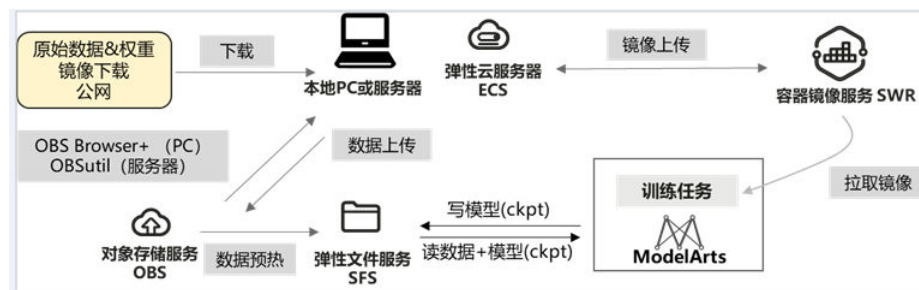 原始数据&权重
镜像下载
公网
下载
本地PC或服务器
弹性云服务器
ECS
镜像上传
容器镜像服务 SWR
OBS Browser+ （PC）
OBSutil（服务器）
数据上传
训练任务
拉取镜像
ModelArts
写模型(ckpt)
读数据+模型(ckpt)
对象存储服务
OBS
数据预热
弹性文件服务
SFS